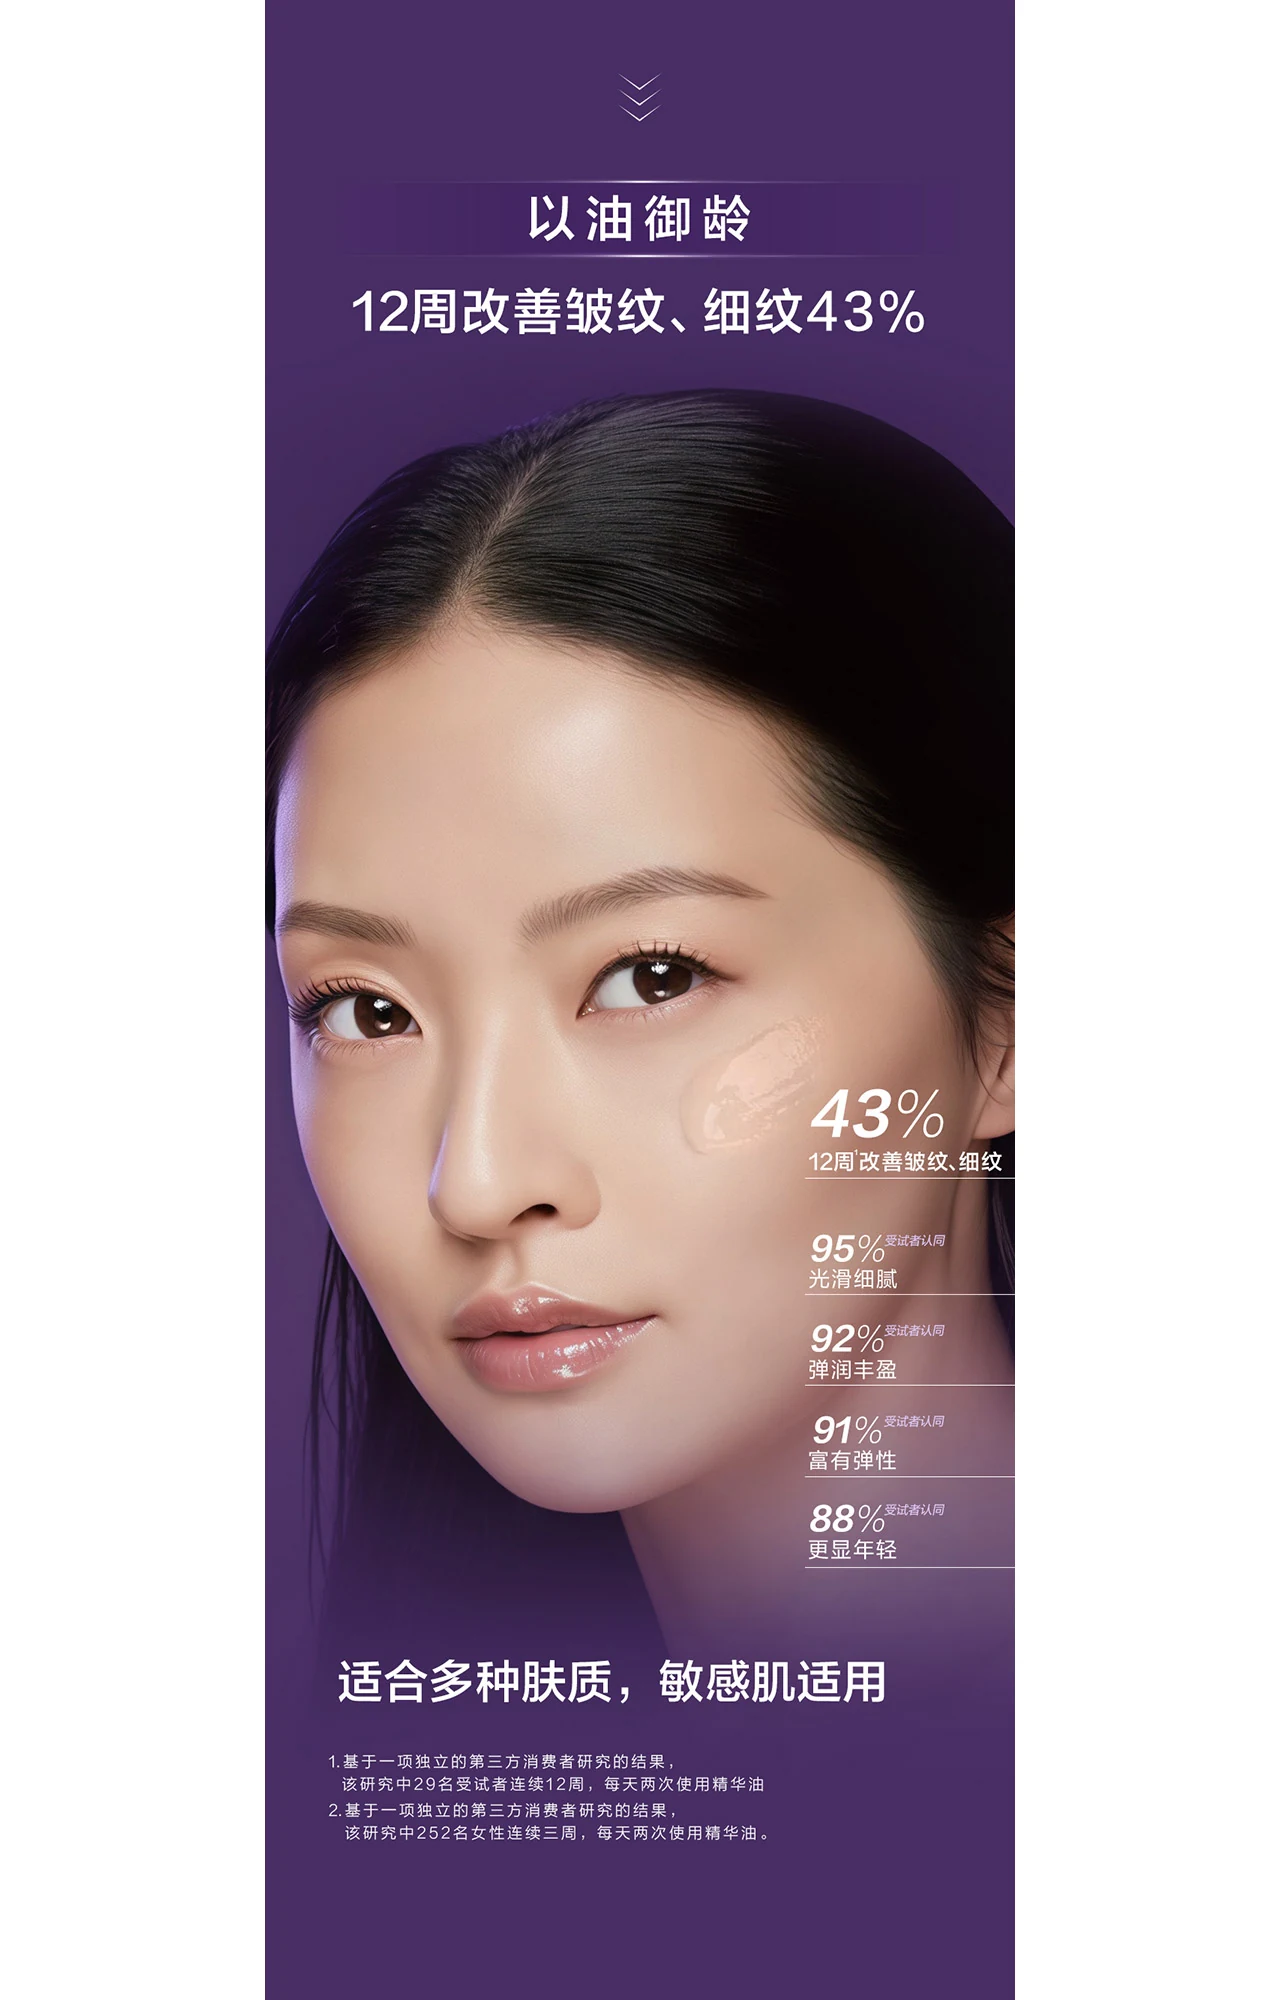 以油御龄
12周改善皱纹、细纹43%
43%
12周¹改善皱纹、细纹
95%受试者认同
光滑细腻
92%受试者认同
弹润丰盈
91%受试者认同
富有弹性
88%受试者认同
更显年轻
适合多种肤质，敏感肌适用
1.基于一项独立的第三方消费者研究的结果，
该研究中29名受试者连续12周，每天两次使用精华油
2.基于一项独立的第三方消费者研究的结果，
该研究中252名女性连续三周，每天两次使用精华油。